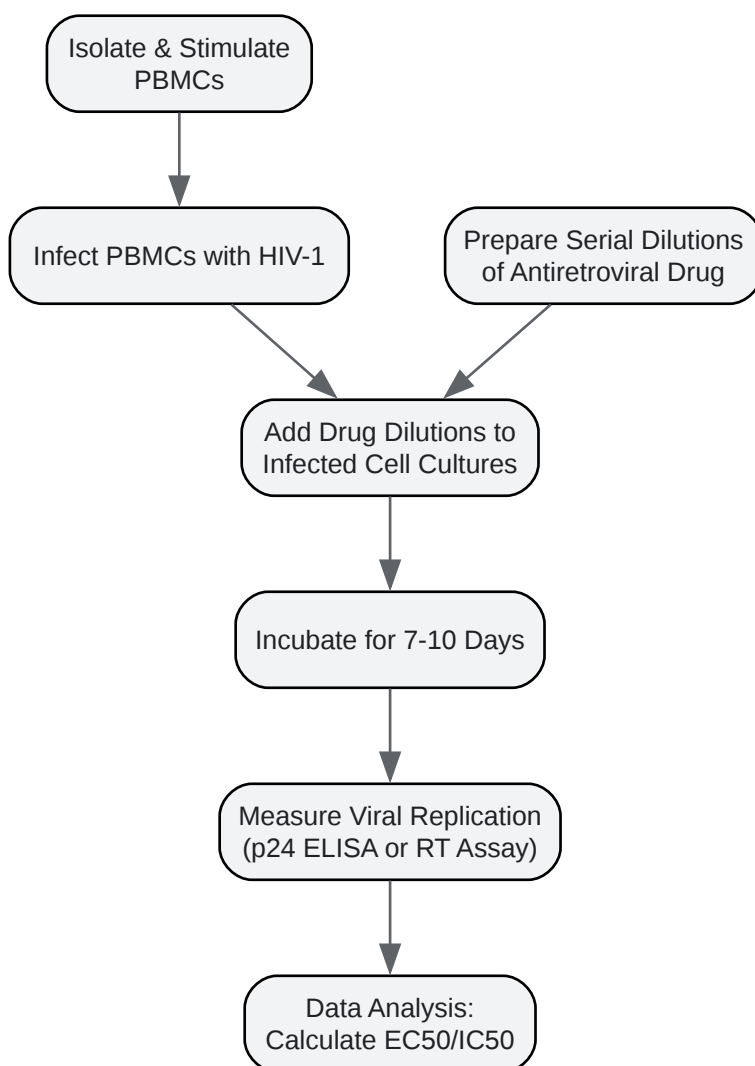 Isolate & Stimulate
PBMCs
Infect PBMCs with HIV-1
Prepare Serial Dilutions
of Antiretroviral Drug
Add Drug Dilutions to
Infected Cell Cultures
Incubate for 7-10 Days
Measure Viral Replication
(p24 ELISA or RT Assay)
Data Analysis:
Calculate EC50/IC50